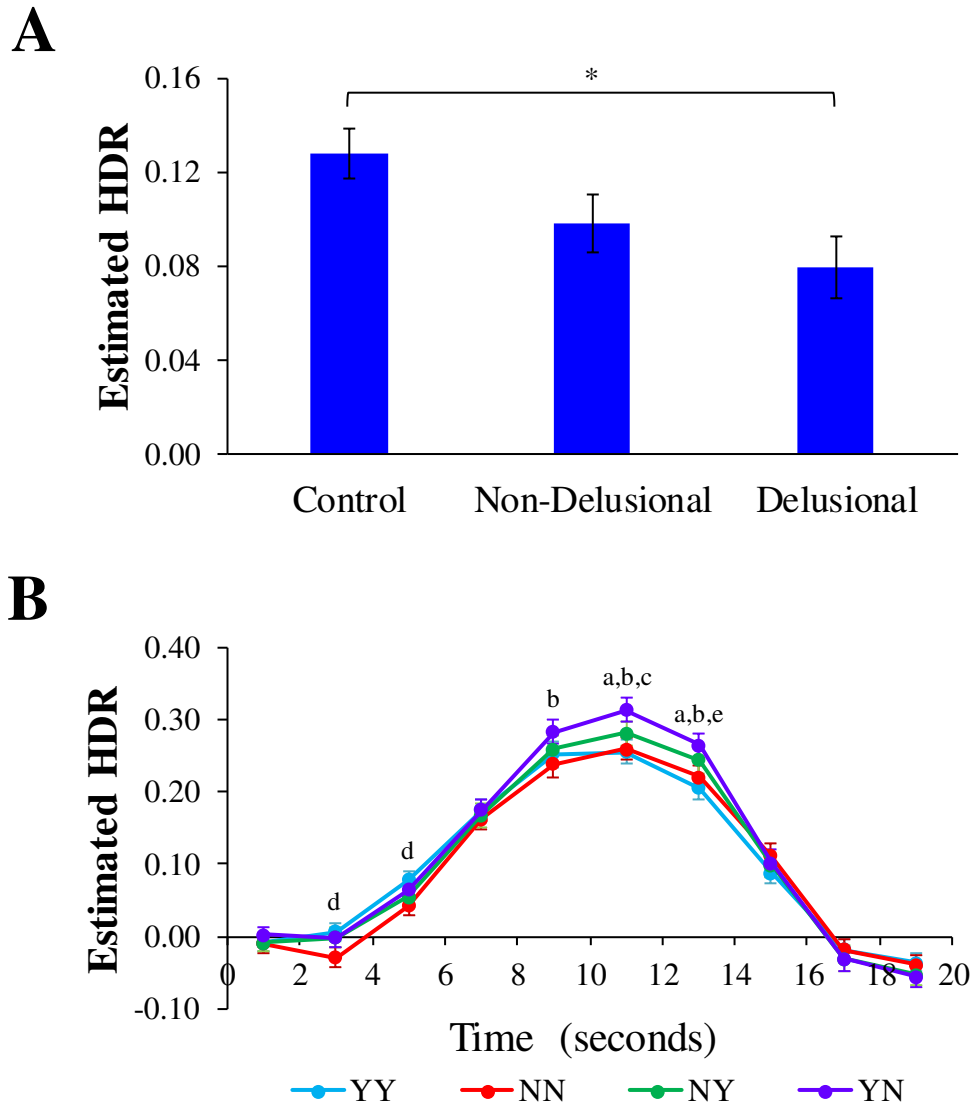 A
0.16
*
0.12
0.08
0.04
0.00
Estimated HDR
Control Non-Delusional Delusional
B
0.40
a,b,c
b
a,b,e
0.30
0.20
d
0.10
d
0.00
0 2 4 6 8 10 12 14 16 18 20
-0.10
Estimated HDR
Time (seconds)
YY NN NY YN